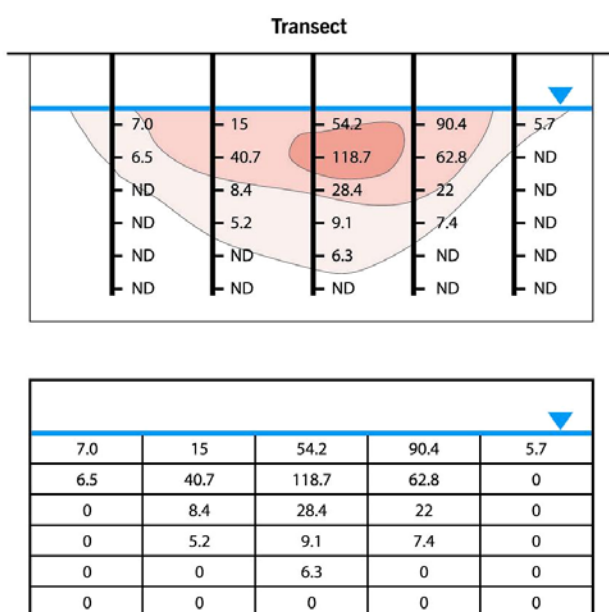 Transect
7.0 15 54.2 90.4 5.7
6.5 40.7 118.7 62.8 ND
ND 8.4 28.4 22 ND
ND 5.2 9.1 7.4 ND
ND ND 6.3 ND ND
ND ND ND ND ND
7.0 15 54.2 90.4 5.7
6.5 40.7 118.7 62.8 0
0 8.4 28.4 22 0
0 5.2 9.1 7.4 0
0 0 6.3 0 0
0 0 0 0 0